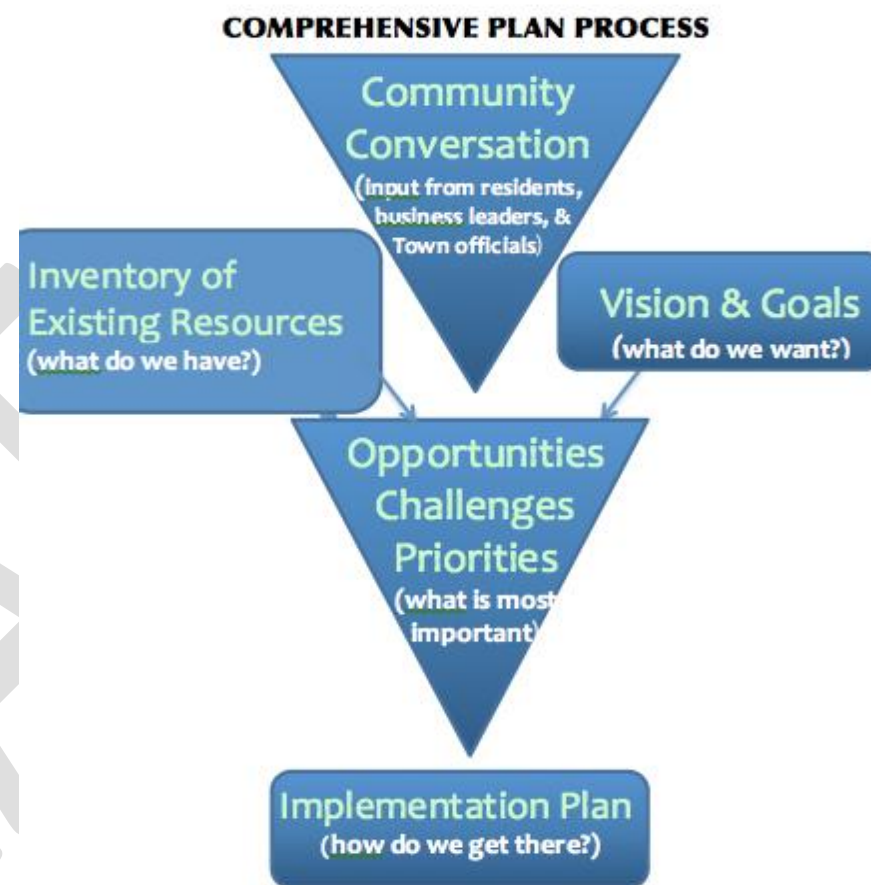 COMPREHENSIVE PLAN PROCESS
Community
Conversation
(input from residents,
business leaders, &
Town officials)
Inventory of
Existing Resources
(what do we have?)
Vision & Goals
(what do we want?)
Opportunities
Challenges
Priorities
(what is most
important)
Implementation Plan
(how do we get there?)